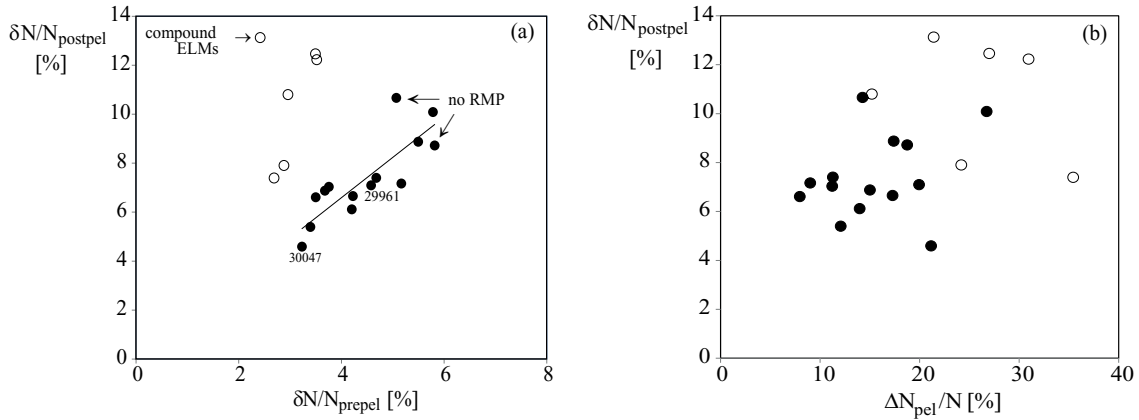 δN/N_postpel
[%]
14
12
10
8
6
4
2
0
0 2 4 6 8
δN/N_prepel [%]
(a)
compound →
ELMs
no RMP
29961
30047
δN/N_postpel
[%]
14
12
10
8
6
4
2
0
0 10 20 30 40
ΔN_pel/N [%]
(b)